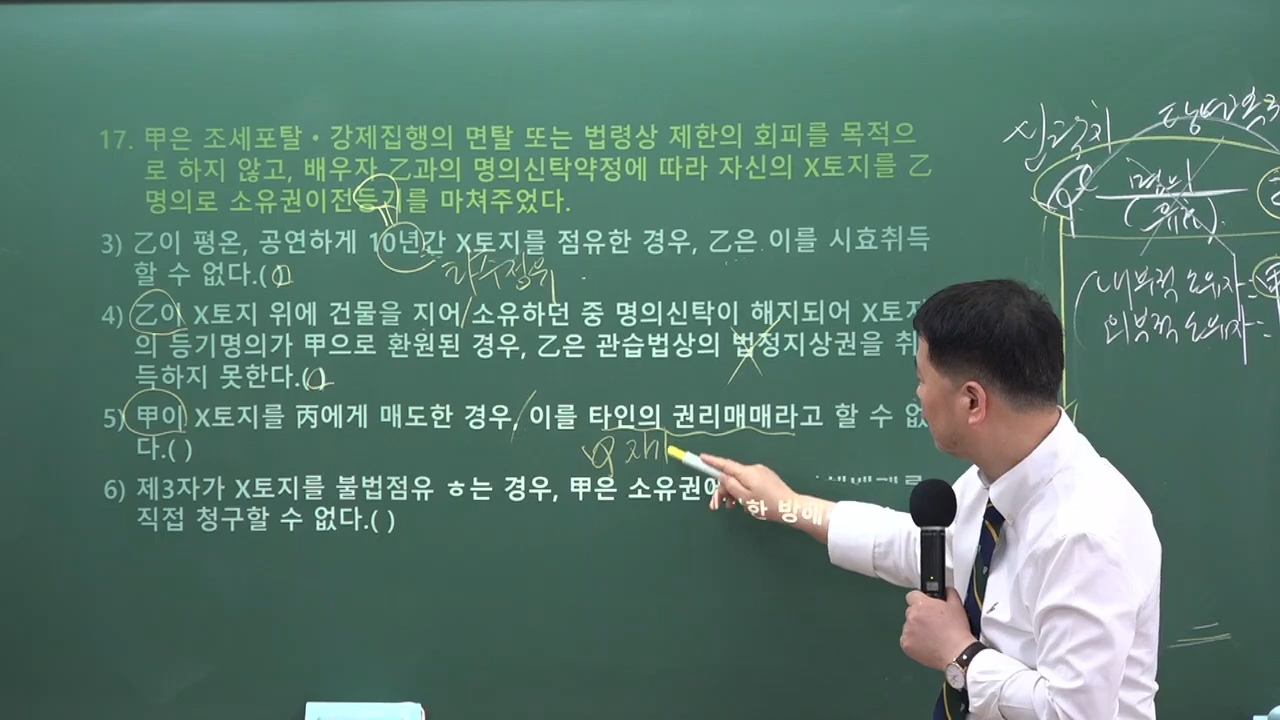 17. 甲은 조세포탈·강제집행의 면탈 또는 법령상 제한의 회피를 목적으
로 하지 않고, 배우자 乙과의 명의신탁약정에 따라 자신의 X토지를 乙
명의로 소유권이전등기를 마쳐주었다.
3) 乙이 평온, 공연하게 10년간 X토지를 점유한 경우, 乙은 이를 시효취득
할 수 없다.( )
타주점유
4) 乙이 X토지 위에 건물을 지어 소유하던 중 명의신탁이 해지되어 X토지
의 등기명의가 甲으로 환원된 경우, 乙은 관습법상의 법정지상권을 취
득하지 못한다.( )
5) 甲이 X토지를 丙에게 매도한 경우, 이를 타인의 권리매매라고 할 수 없
다.( )
6) 제3자가 X토지를 불법점유 ㅎ는 경우, 甲은 소유권에 한 방해
직접 청구할 수 없다.( )
신탁자
내부적 소유자=甲
외부적 소유자=